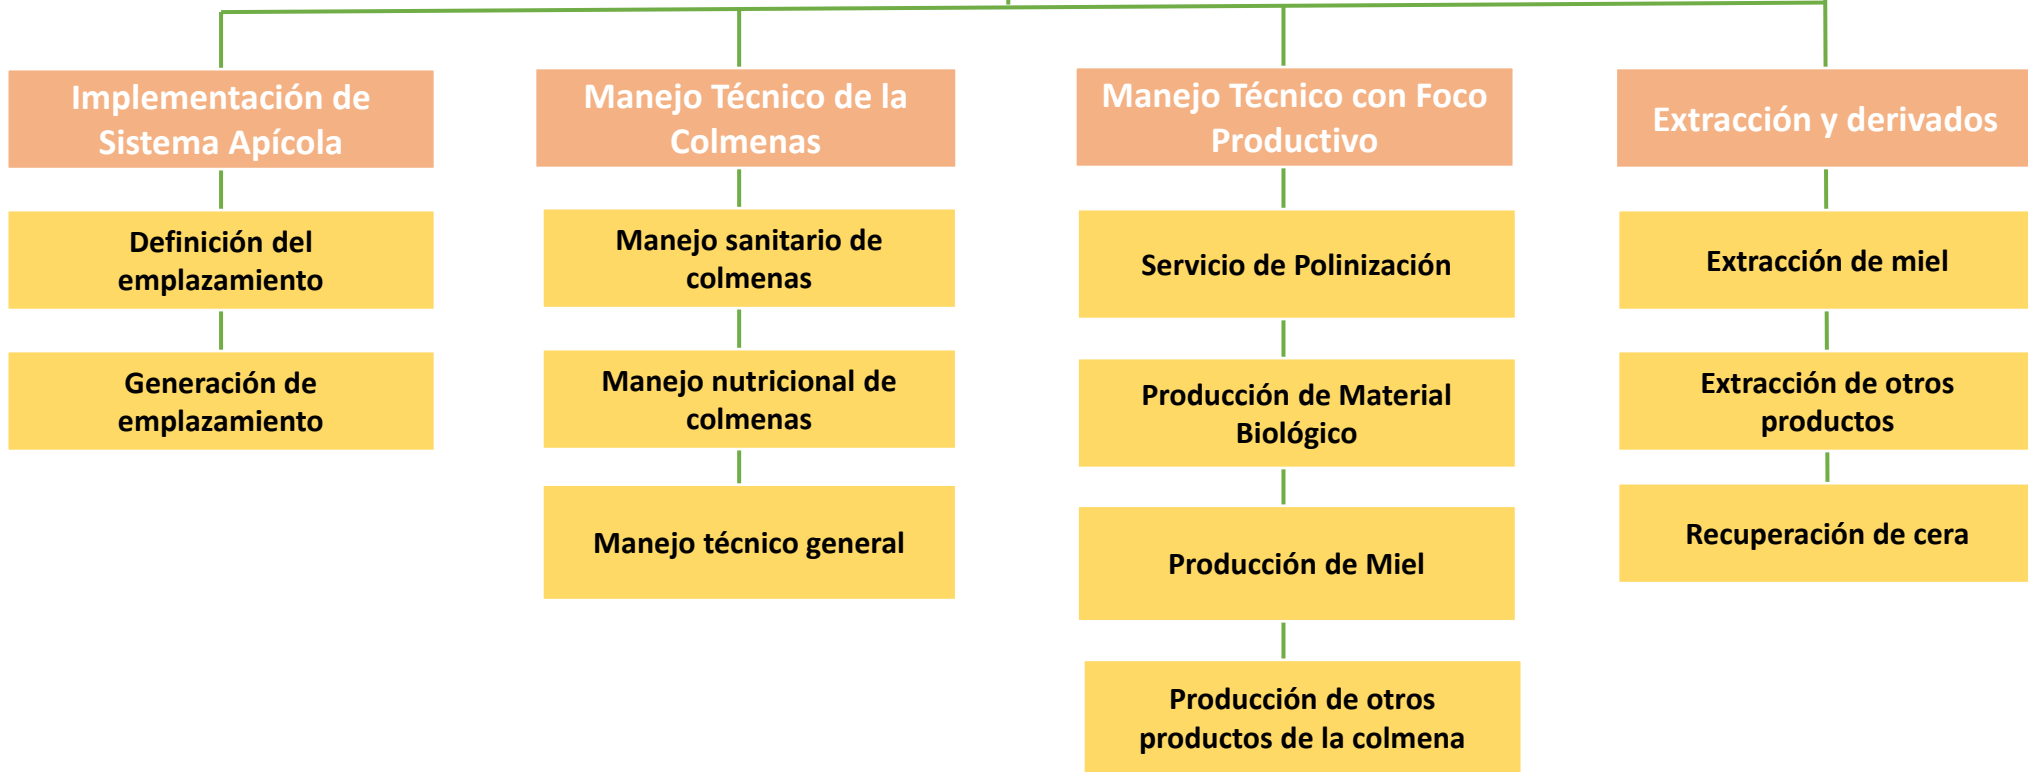 Implementación de
Sistema Apícola
Definición del
emplazamiento
Generación de
emplazamiento
Manejo Técnico de la
Colmenas
Manejo sanitario de
colmenas
Manejo nutricional de
colmenas
Manejo técnico general
Manejo Técnico con Foco
Productivo
Servicio de Polinización
Producción de Material
Biológico
Producción de Miel
Producción de otros
productos de la colmena
Extracción y derivados
Extracción de miel
Extracción de otros
productos
Recuperación de cera